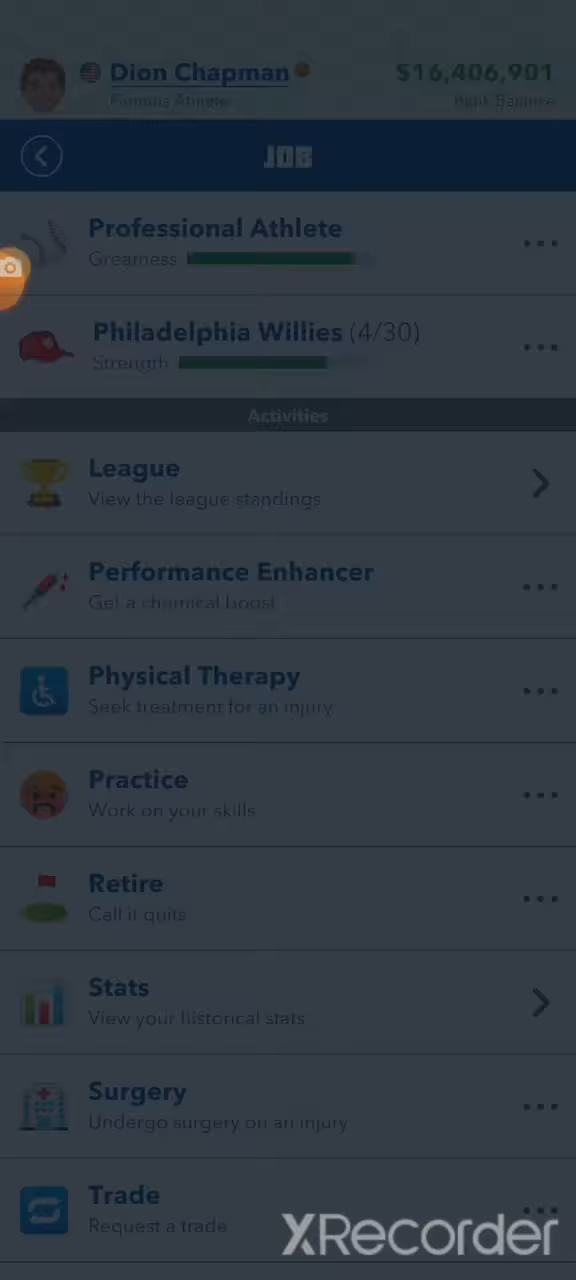 Dion Chapman
$16,406,901
Famous Athlete
Bank Balance
JOB
Professional Athlete
Greatness
Philadelphia Willies (4/30)
Strength
Activities
League
View the league standings
Performance Enhancer
Get a chemical boost
Physical Therapy
Seek treatment for an injury
Practice
Work on your skills
Retire
Call it quits
Stats
View your historical stats
Surgery
Undergo surgery on an injury
Trade
Request a trade
XRecorder